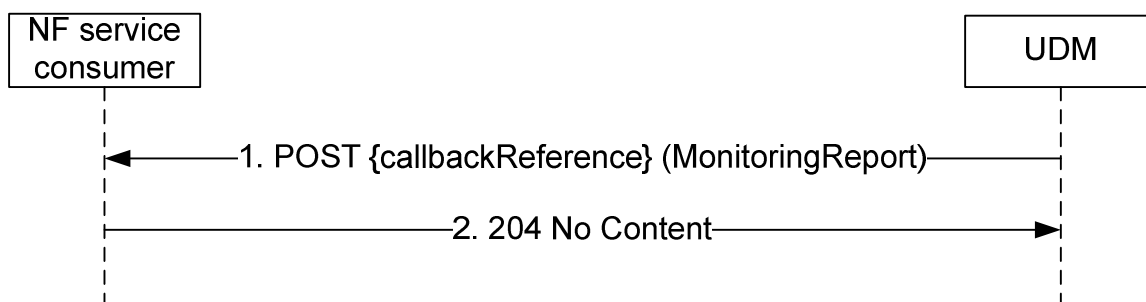 NF service
consumer
UDM
1. POST {callbackReference} (MonitoringReport)
2. 204 No Content